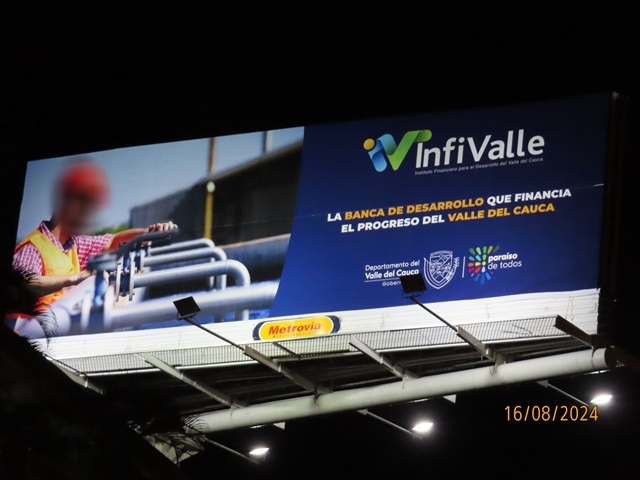 InfiValle
Instituto Financiero para el Desarrollo del Valle del Cauca
LA BANCA DE DESARROLLO QUE FINANCIA
EL PROGRESO DEL VALLE DEL CAUCA
Departamento del
Valle del Cauca
paraíso
de todos
Metrovía
16/08/2024